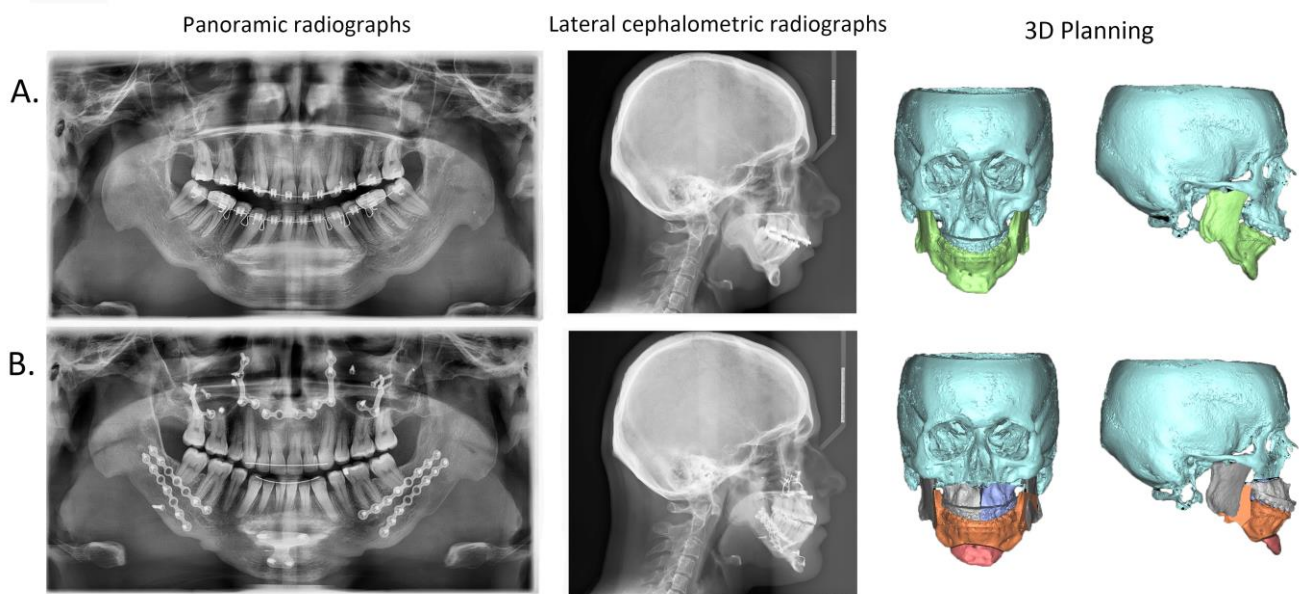 Panoramic radiographs
Lateral cephalometric radiographs
3D Planning
A.
B.